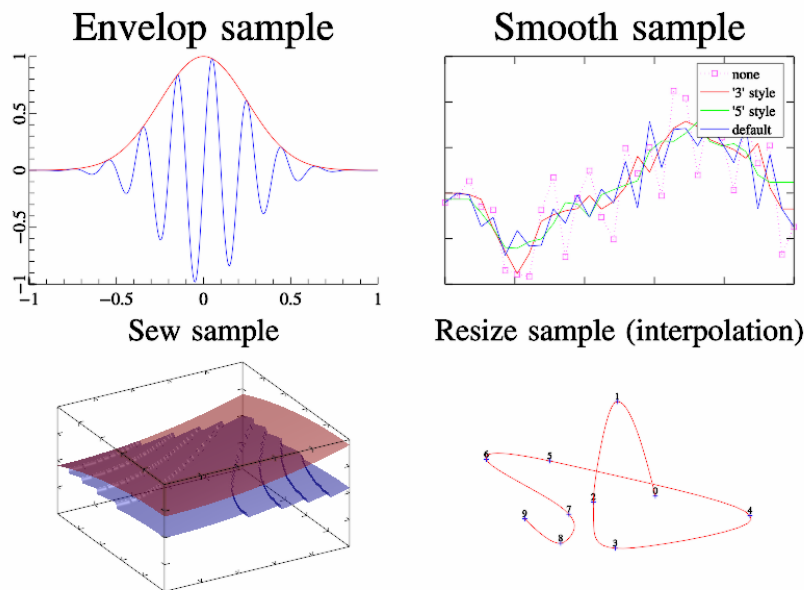 Envelop sample
Smooth sample
1
0.5
0
−0.5
−1
−1
−0.5
0
0.5
1
none
'3' style
'5' style
default
Sew sample
Resize sample (interpolation)
1
6
5
0
2
9
7
4
8
3